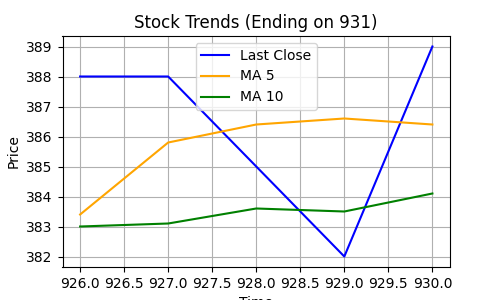 Stock Trends (Ending on 931)
Last Close
MA 5
MA 10
Price
389
388
387
386
385
384
383
382
926.0 926.5 927.0 927.5 928.0 928.5 929.0 929.5 930.0
Time